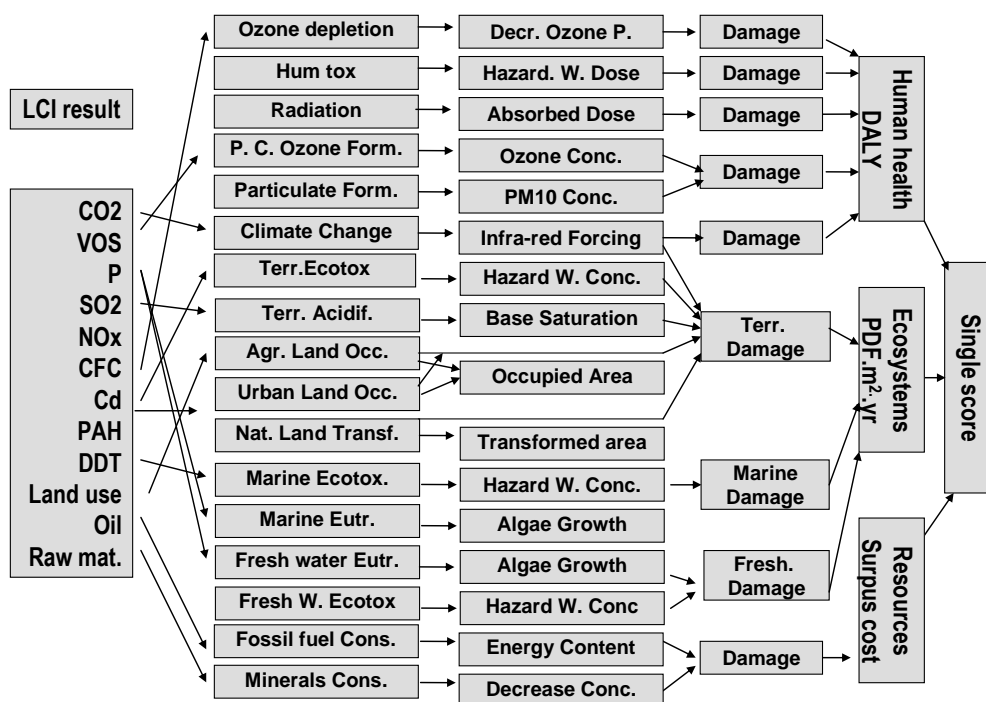 LCI result
CO2
VOS
P
SO2
NOx
CFC
Cd
PAH
DDT
Land use
Oil
Raw mat.
Ozone depletion
Hum tox
Radiation
P. C. Ozone Form.
Particulate Form.
Climate Change
Terr.Ecotox
Terr. Acidif.
Agr. Land Occ.
Urban Land Occ.
Nat. Land Transf.
Marine Ecotox.
Marine Eutr.
Fresh water Eutr.
Fresh W. Ecotox
Fossil fuel Cons.
Minerals Cons.
Decr. Ozone P.
Hazard. W. Dose
Absorbed Dose
Ozone Conc.
PM10 Conc.
Infra-red Forcing
Hazard W. Conc.
Base Saturation
Occupied Area
Transformed area
Hazard W. Conc.
Algae Growth
Algae Growth
Hazard W. Conc
Energy Content
Decrease Conc.
Damage
Damage
Damage
Damage
Damage
Terr.
Damage
Marine
Damage
Fresh.
Damage
Damage
Human health
DALY
Ecosystems
PDF.m².yr
Resources
Surpus cost
Single score